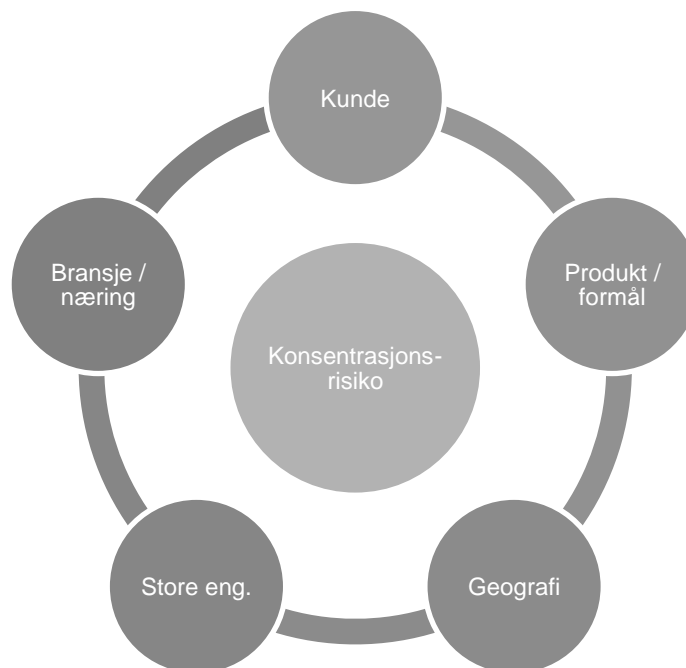 Kunde
Bransje /
næring
Produkt /
formål
Konsentrasjons-
risiko
Store eng.
Geografi